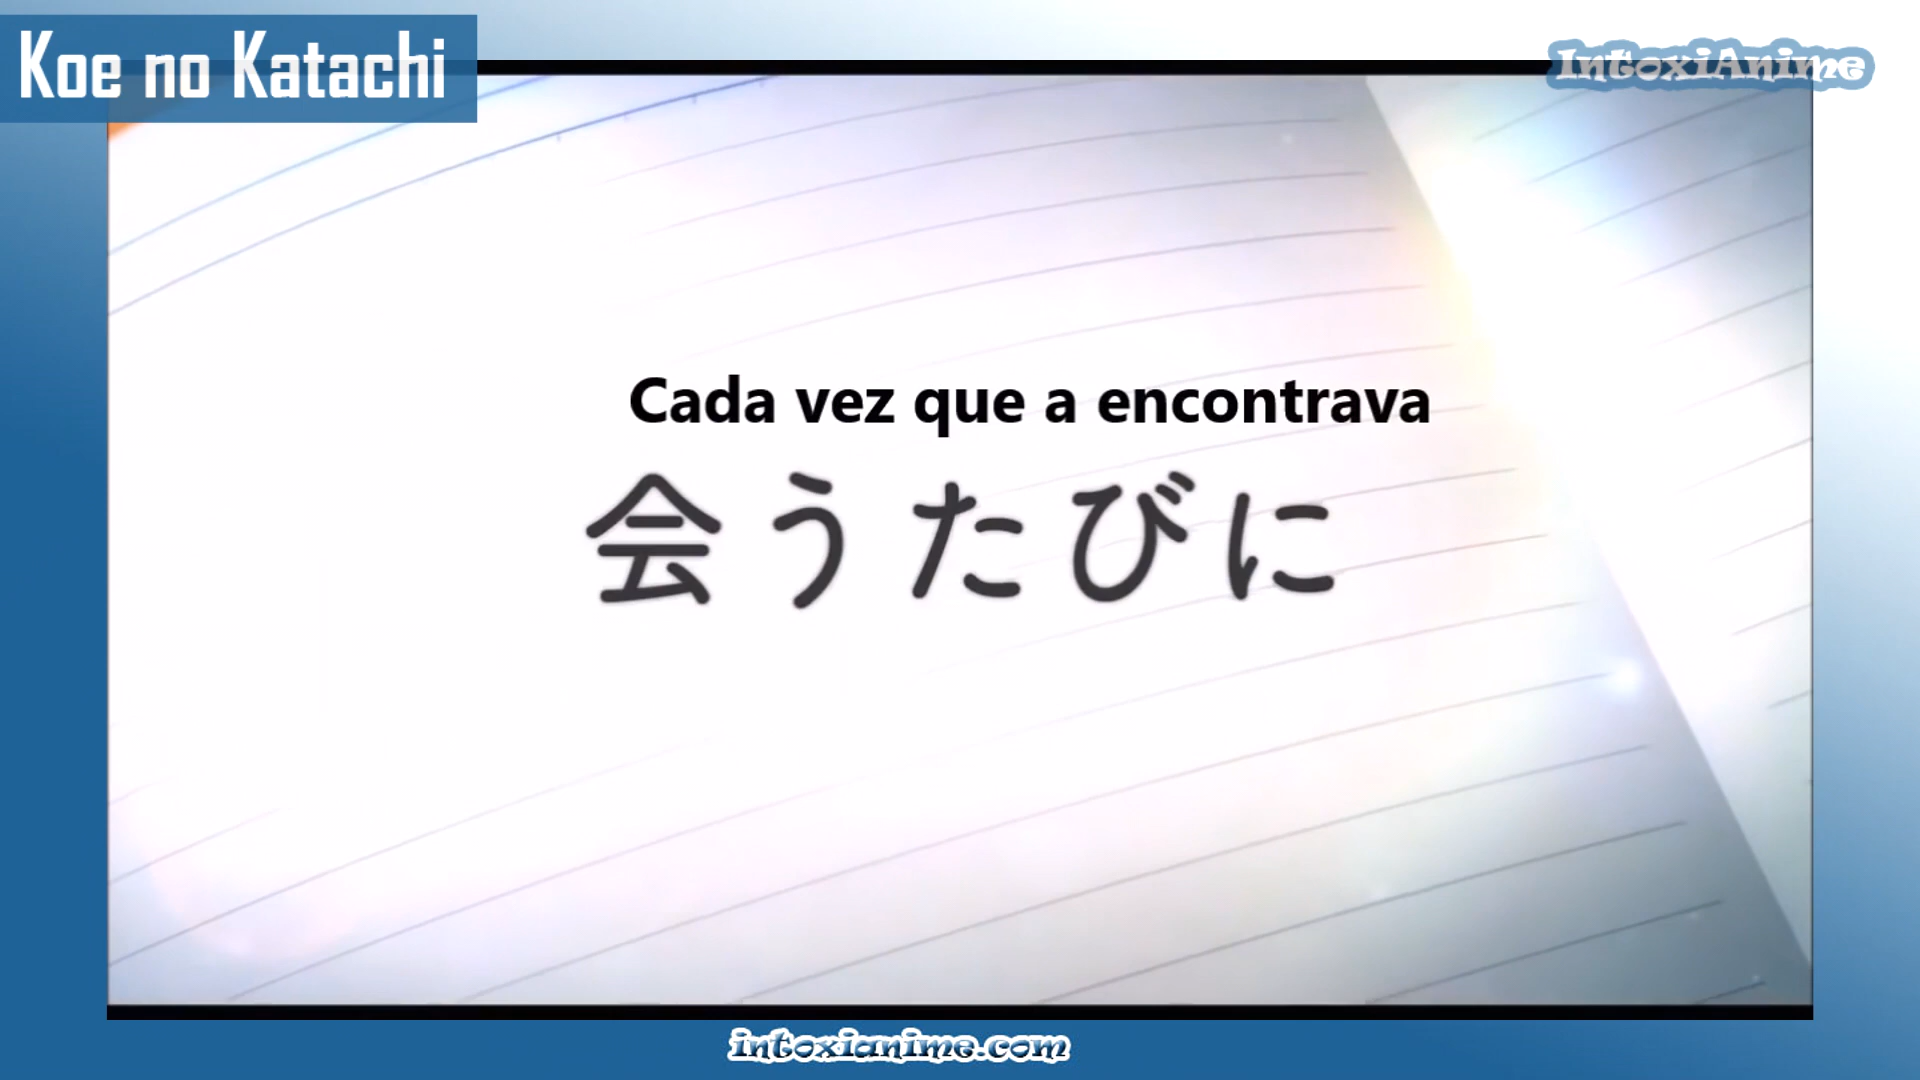 Koe no Katachi
IntoxiAnime
Cada vez que a encontrava
会うたびに
intoxianime.com